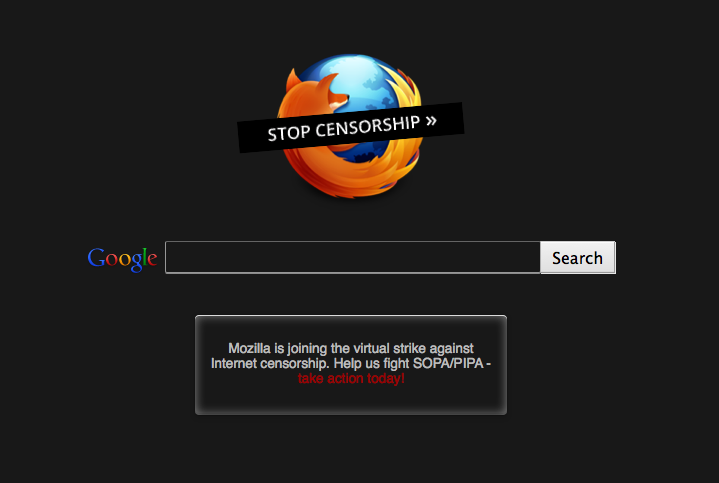 STOP CENSORSHIP »
Google
Search
Mozilla is joining the virtual strike against
Internet censorship. Help us fight SOPA/PIPA -
take action today!